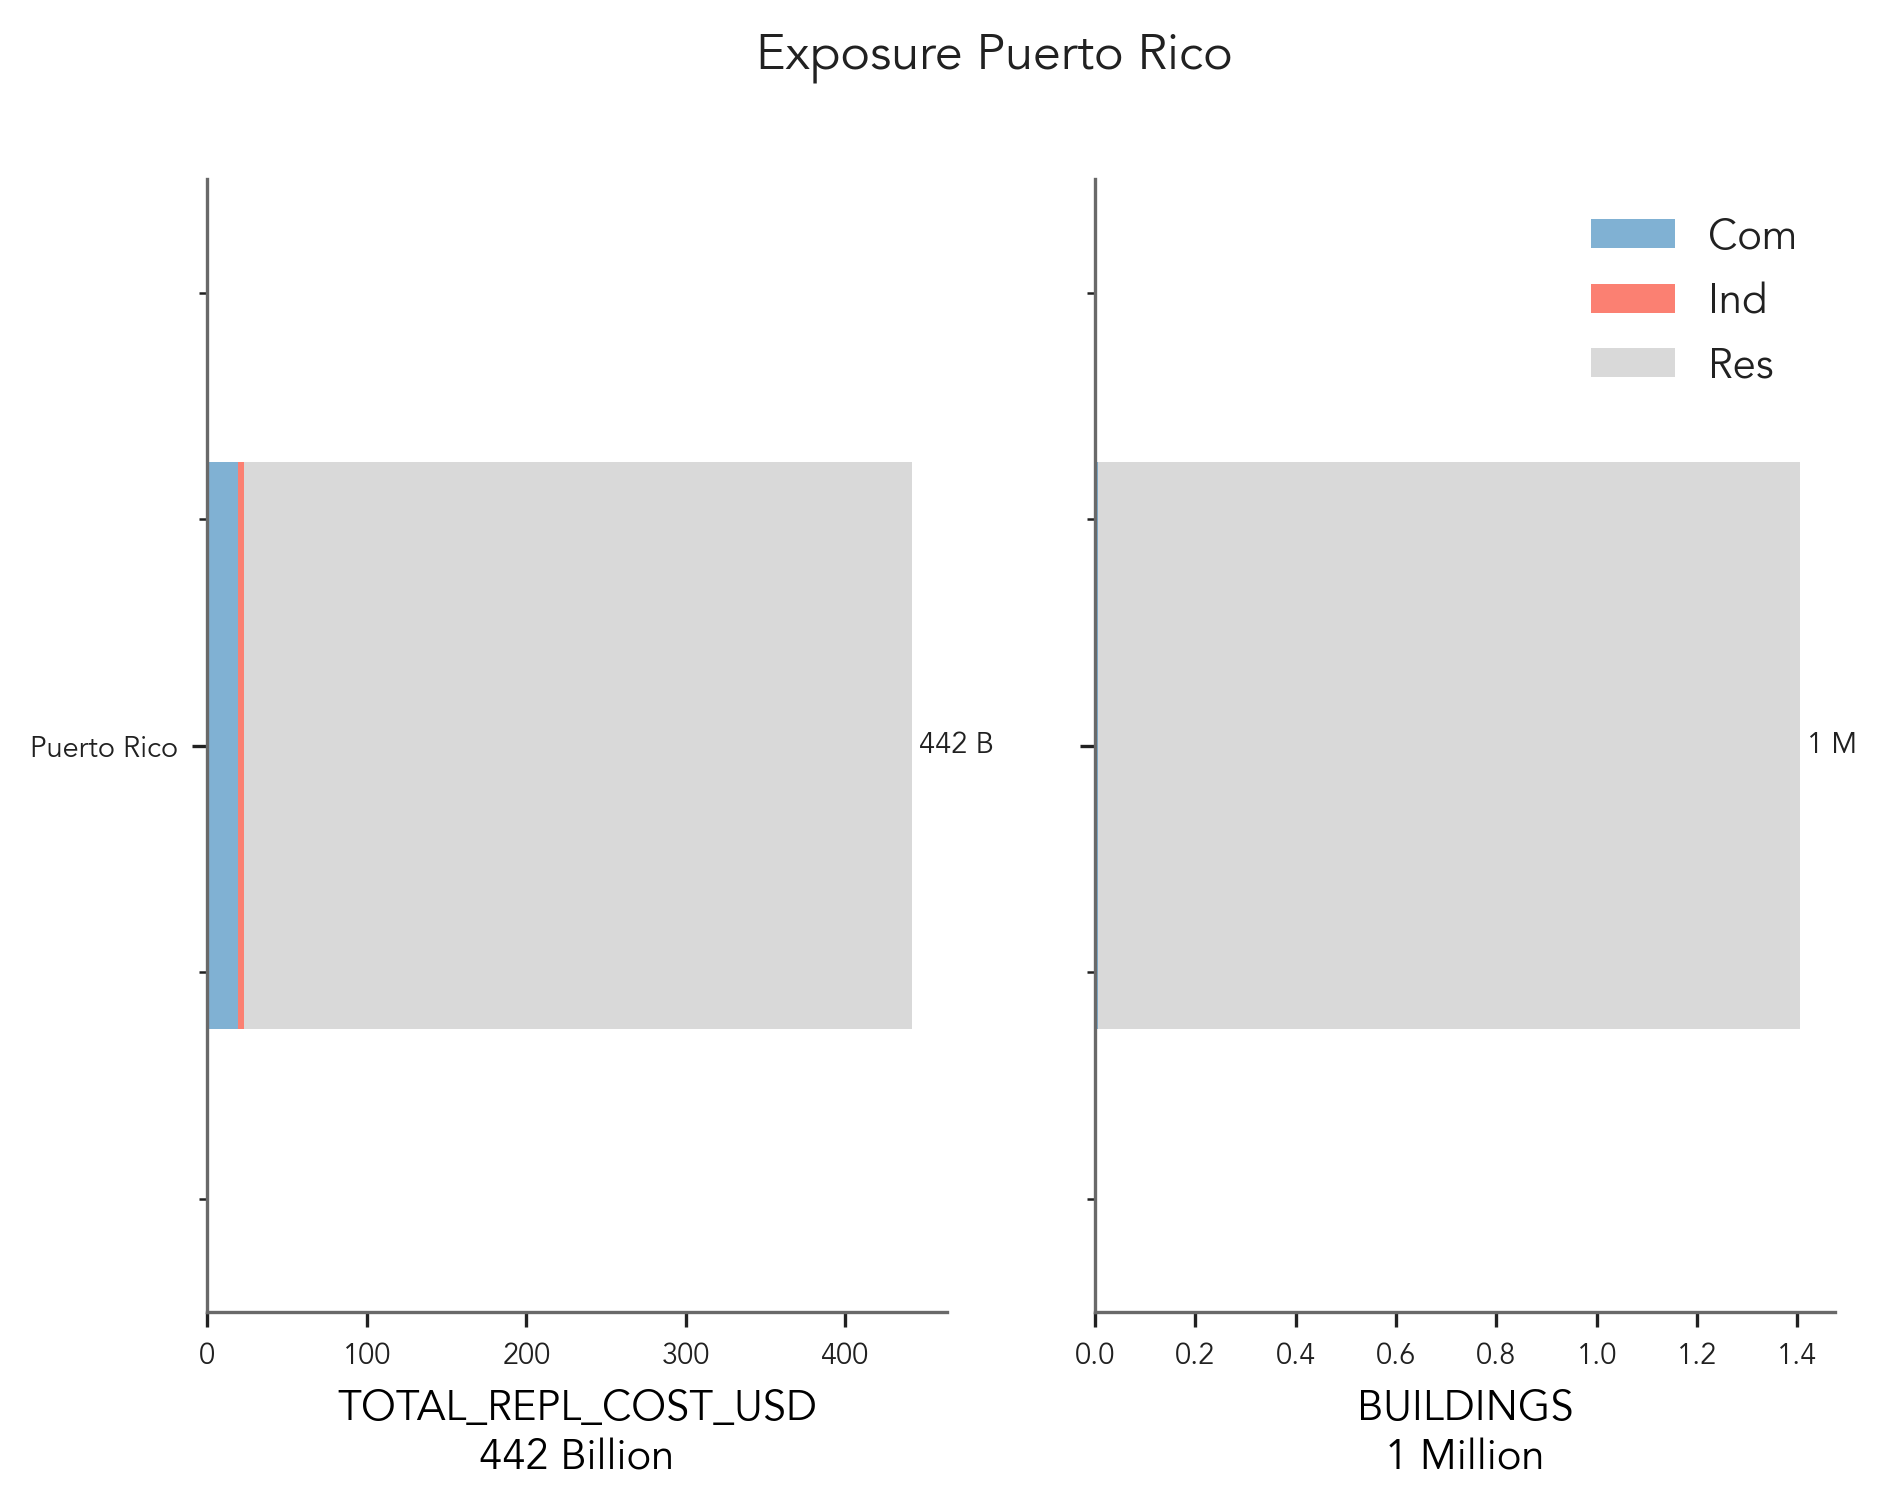 Exposure Puerto Rico
Com
Ind
Res
Puerto Rico
442 B
1 M
0 100 200 300 400
TOTAL_REPL_COST_USD
442 Billion
0.0 0.2 0.4 0.6 0.8 1.0 1.2 1.4
BUILDINGS
1 Million